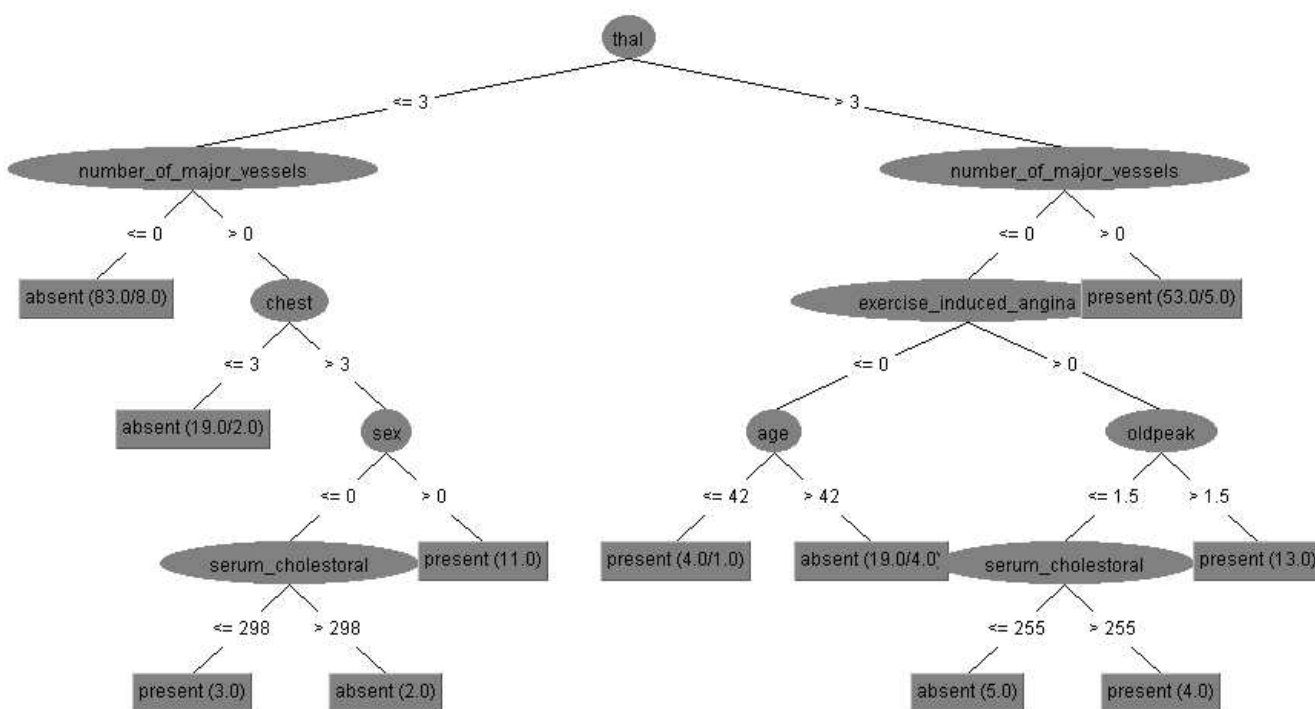 thal
<= 3
> 3
number_of_major_vessels
number_of_major_vessels
<= 0
> 0
<= 0
> 0
absent (83.0/8.0)
chest
exercise_induced_angina
present (53.0/5.0)
<= 3
> 3
<= 0
> 0
absent (19.0/2.0)
sex
age
oldpeak
<= 0
> 0
<= 42
> 42
<= 1.5
> 1.5
serum_cholestoral
present (11.0)
present (4.0/1.0)
absent (19.0/4.0)
serum_cholestoral
present (13.0)
<= 298
> 298
<= 255
> 255
present (3.0)
absent (2.0)
absent (5.0)
present (4.0)